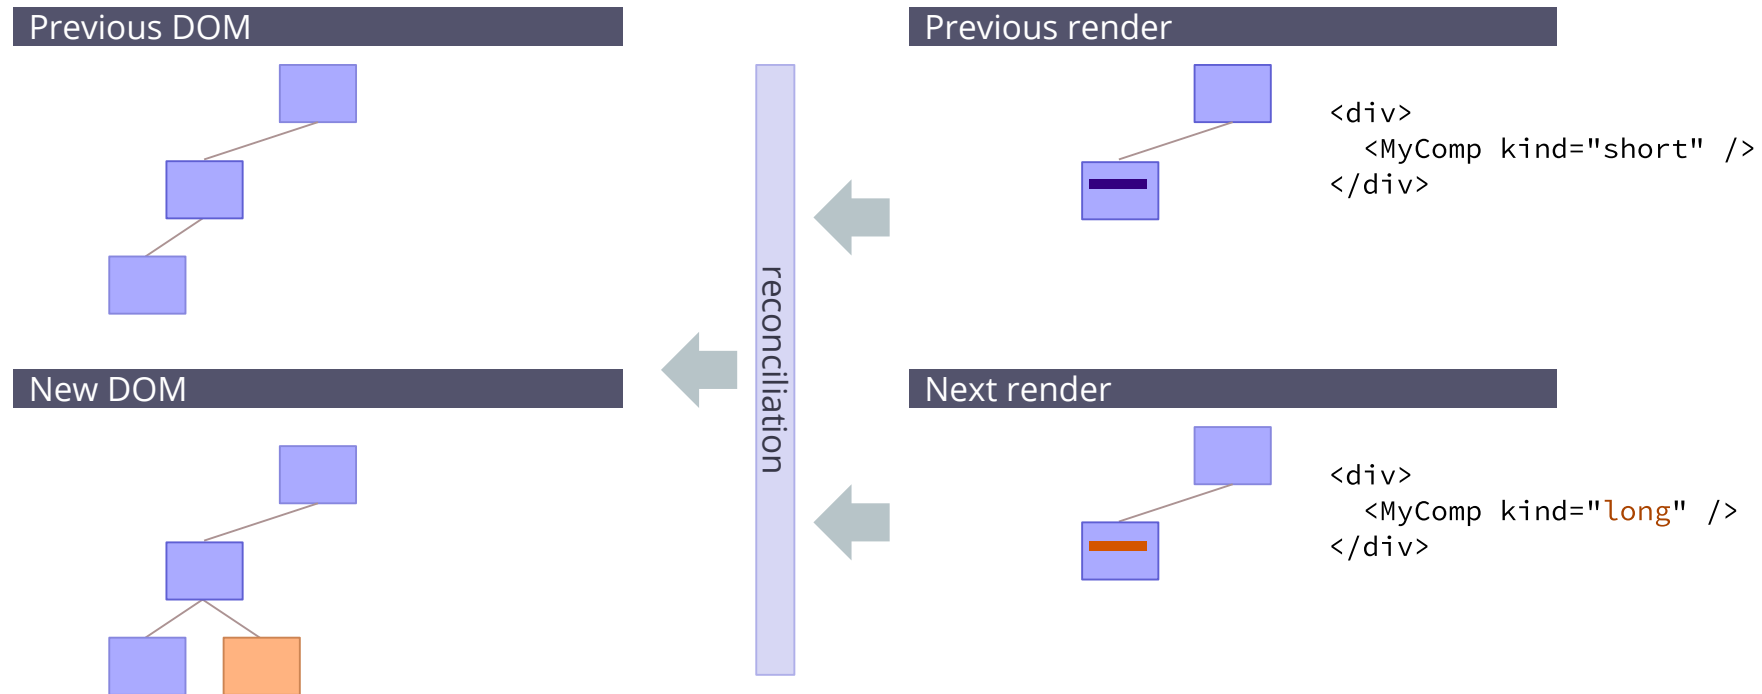 Previous DOM
Previous render
<div>
  <MyComp kind="short" />
</div>
reconciliation
New DOM
Next render
<div>
  <MyComp kind="long" />
</div>